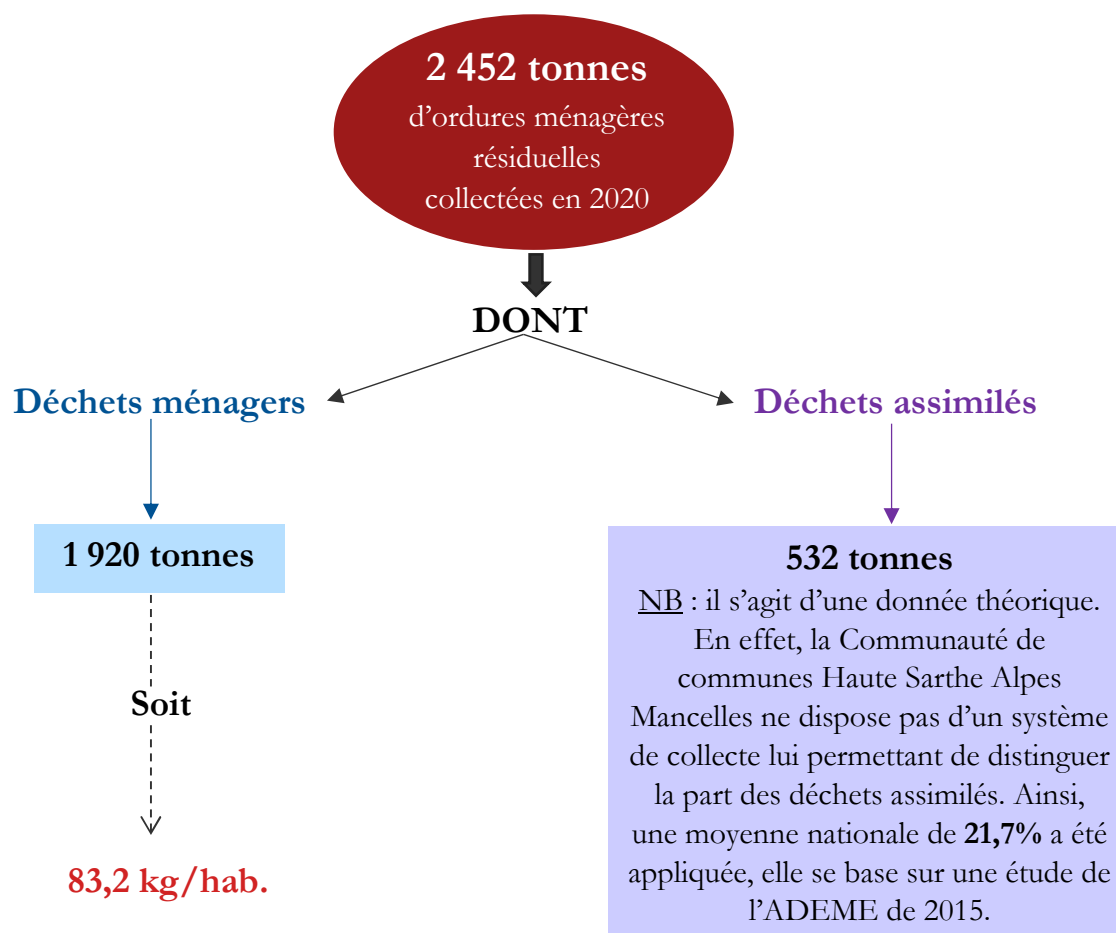 2 452 tonnes
d’ordures ménagères
résiduelles
collectées en 2020
DONT
Déchets ménagers
Déchets assimilés
1 920 tonnes
Soit
83,2 kg/hab.
532 tonnes
NB : il s’agit d’une donnée théorique.
En effet, la Communauté de
communes Haute Sarthe Alpes
Mancelles ne dispose pas d’un système
de collecte lui permettant de distinguer
la part des déchets assimilés. Ainsi,
une moyenne nationale de 21,7% a été
appliquée, elle se base sur une étude de
l’ADEME de 2015.